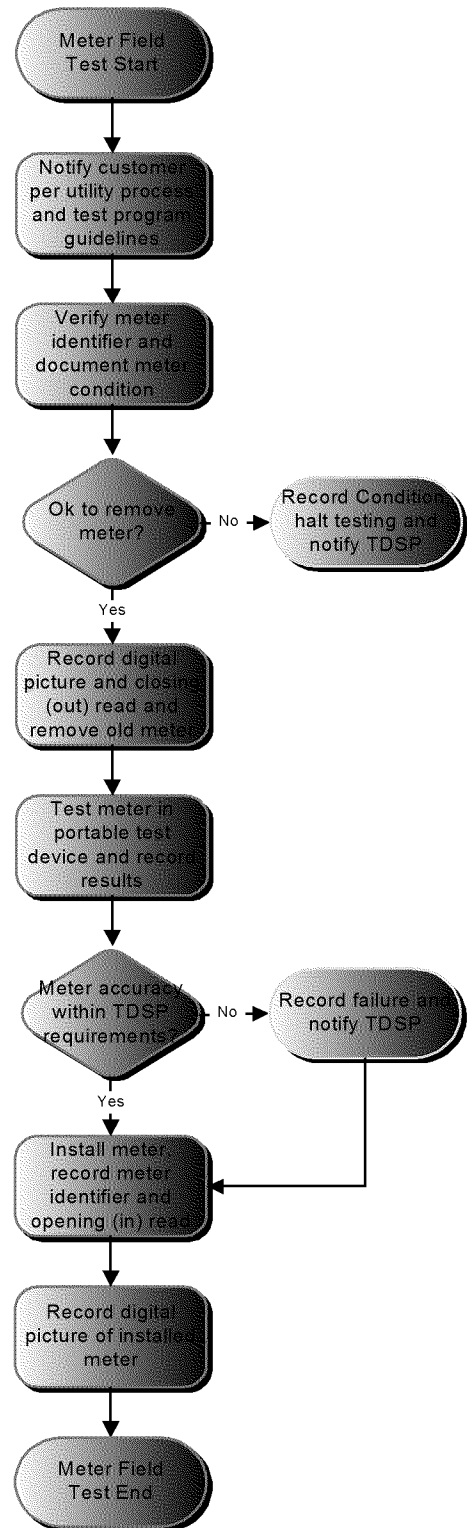 Meter Field
Test Start
Notify customer
per utility process
and test program
guidelines
Verify meter
identifier and
document meter
condition
Ok to remove
meter?
No
Record Condition,
halt testing and
notify TDSP
Yes
Record digital
picture and closing
(out) read and
remove old meter
Test meter in
portable test
device and record
results
Meter accuracy
within TDSP
requirements?
No
Record failure and
notify TDSP
Yes
Install meter,
record meter
identifier and
opening (in) read
Record digital
picture of installed
meter
Meter Field
Test End